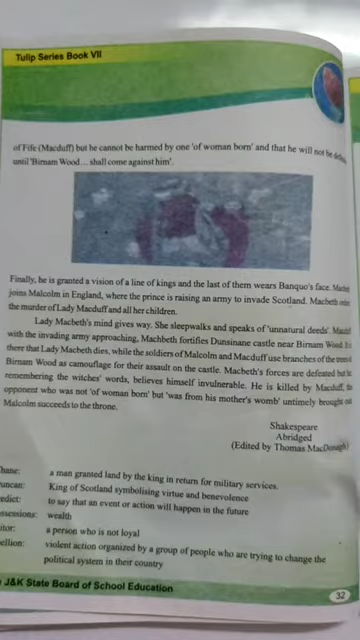 Tulip Series Book VII
of Fife (Macduff) but he cannot be harmed by one 'of woman born' and that he will not be
until 'Birnam Wood... shall come against him'.
Finally, he is granted a vision of a line of kings and the last of them wears Banquo's face.
joins Malcolm in England, where the prince is raising an army to invade Scotland. Macbeth
the murder of Lady Macduff and all her children.
Lady Macbeth's mind gives way. She sleepwalks and speaks of 'unnatural deeds'.
with the invading army approaching, Machbeth fortifies Dunsinane castle near Birnam Wood.
there that Lady Macbeth dies, while the soldiers of Malcolm and Macduff use branches of the
Birnam Wood as camouflage for their assault on the castle. Macbeth's forces are defeated but
remembering the witches' words, believes himself invulnerable. He is killed by Macduff,
opponent who was not 'of woman born' but 'was from his mother's womb' untimely brought
Malcolm succeeds to the throne.
Shakespeare
Abridged
(Edited by Thomas MacDonagh)
hane: a man granted land by the king in return for military services.
uncan: King of Scotland symbolising virtue and benevolence
edict: to say that an event or action will happen in the future
ssessions: wealth
itor: a person who is not loyal
ellion: violent action organized by a group of people who are trying to change the
political system in their country
J&K State Board of School Education
32